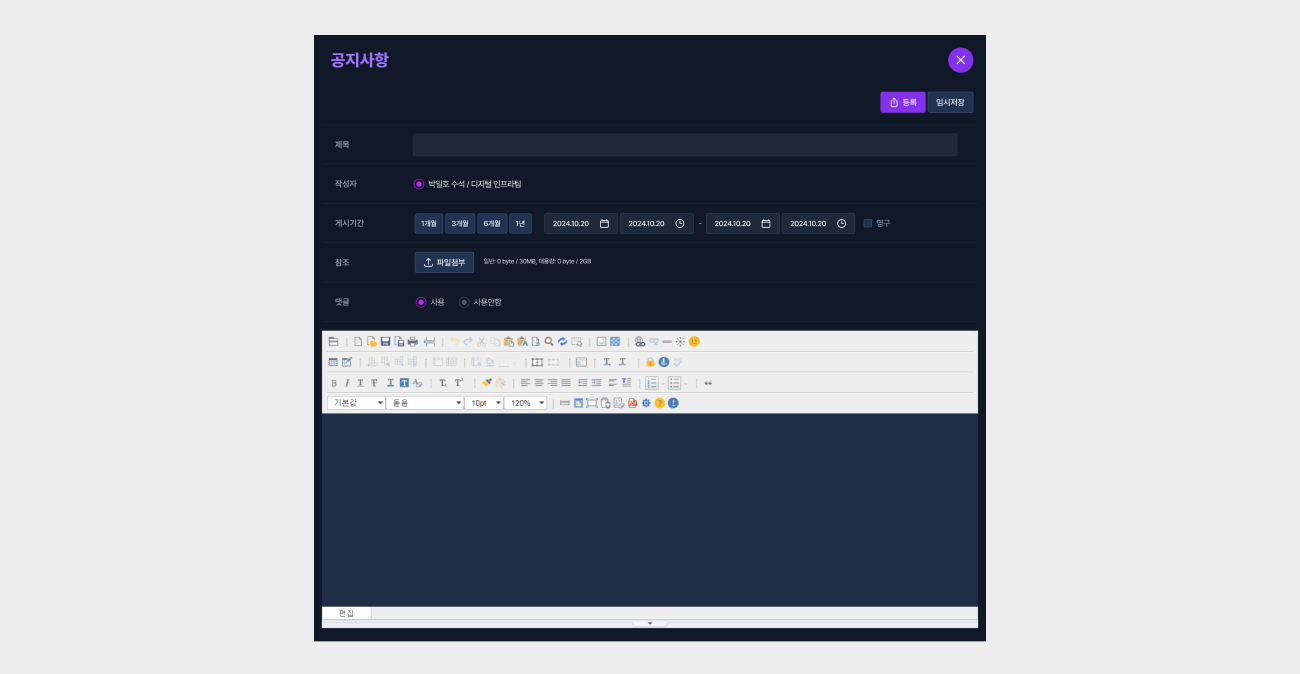 공지사항
등록 임시저장
제목
작성자 박일호 수석 / 디지털 인프라팀
게시기간 1개월 3개월 6개월 1년 2024.10.20 2024.10.20 - 2024.10.20 2024.10.20 영구
참조 파일첨부 일반: 0 byte / 30MB, 대용량: 0 byte / 2GB
댓글 사용 사용안함
기본값 돋움 10pt 120%
편집